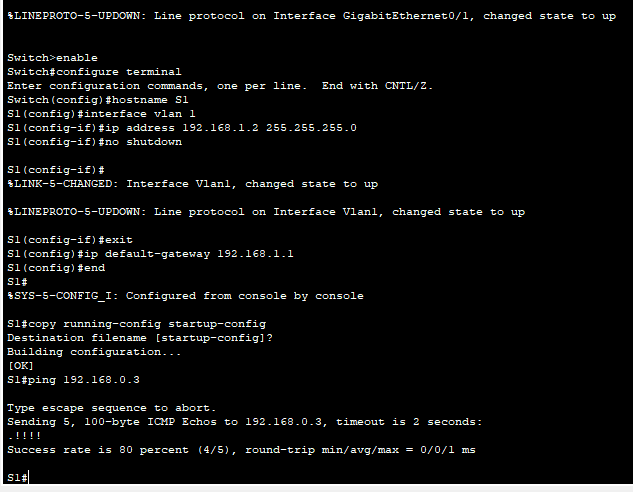 %LINEPROTO-5-UPDOWN: Line protocol on Interface GigabitEthernet0/1, changed state to up
Switch>enable
Switch#configure terminal
Enter configuration commands, one per line.  End with CNTL/Z.
Switch(config)#hostname S1
S1(config)#interface vlan 1
S1(config-if)#ip address 192.168.1.2 255.255.255.0
S1(config-if)#no shutdown
S1(config-if)#
%LINK-5-CHANGED: Interface Vlan1, changed state to up
%LINEPROTO-5-UPDOWN: Line protocol on Interface Vlan1, changed state to up
S1(config-if)#exit
S1(config)#ip default-gateway 192.168.1.1
S1(config)#end
S1#
%SYS-5-CONFIG_I: Configured from console by console
S1#copy running-config startup-config
Destination filename [startup-config]?
Building configuration...
[OK]
S1#ping 192.168.0.3
Type escape sequence to abort.
Sending 5, 100-byte ICMP Echos to 192.168.0.3, timeout is 2 seconds:
.!!!!
Success rate is 80 percent (4/5), round-trip min/avg/max = 0/0/1 ms
S1#